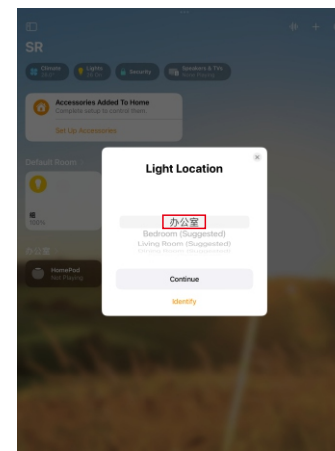 SR
Climate
Lights
Security
Speakers & TVs
Accessories Added To Home
Complete setup to control them.
Set Up Accessories
Default Room
100%
办公室
HomePod
Not Playing
Light Location
办公室
Bedroom (Suggested)
Living Room (Suggested)
Continue
Identify